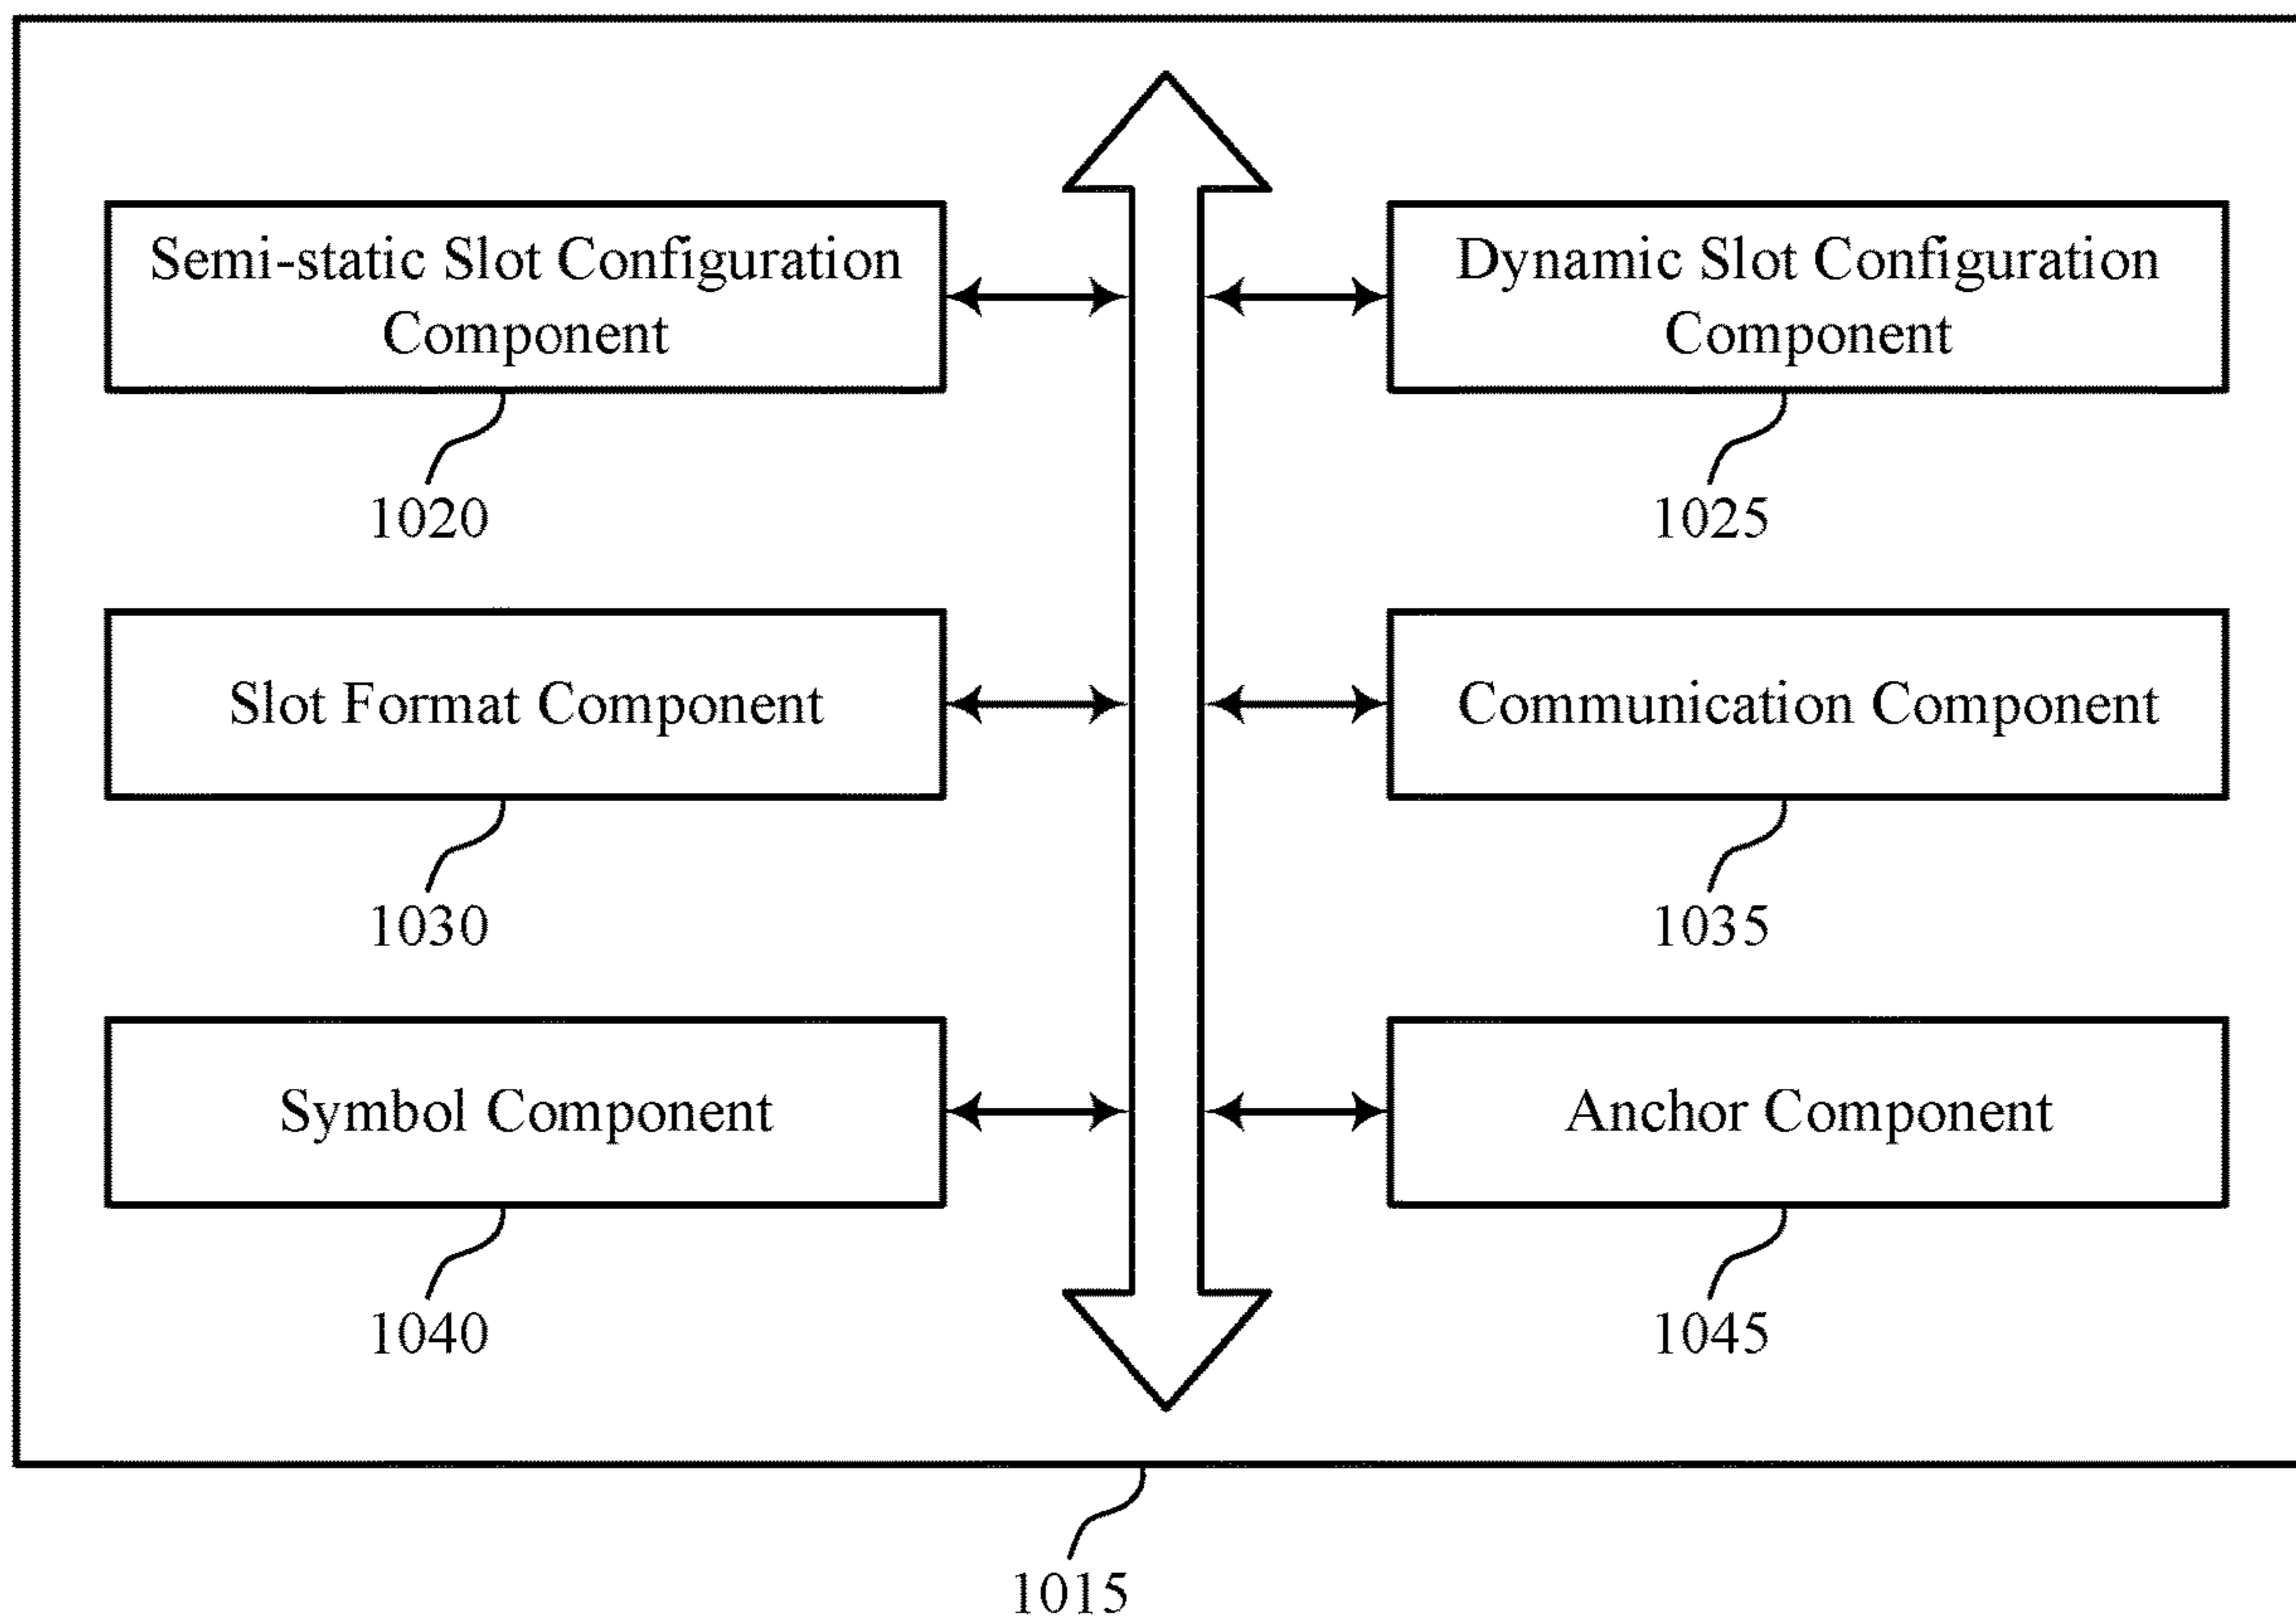 Semi-static Slot Configuration
Component
1020
Dynamic Slot Configuration
Component
1025
Slot Format Component
1030
Communication Component
1035
Symbol Component
1040
Anchor Component
1045
1015